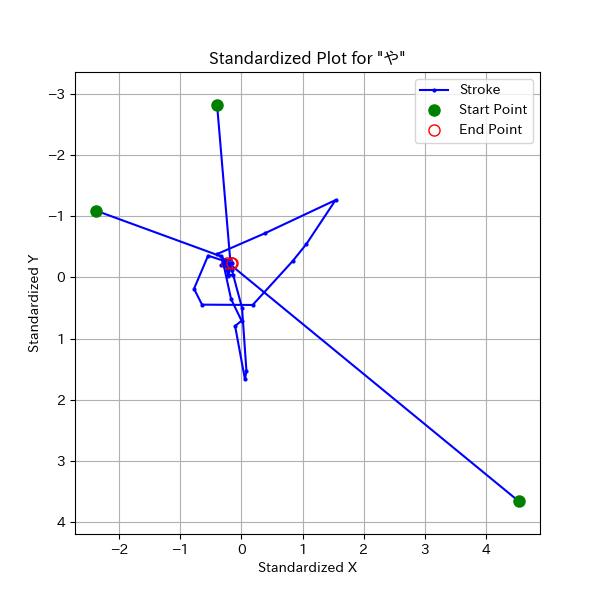 Standardized Plot for "や"
Stroke
Start Point
End Point
−3
−2
−1
0
1
2
3
4
Standardized Y
−2 −1 0 1 2 3 4
Standardized X